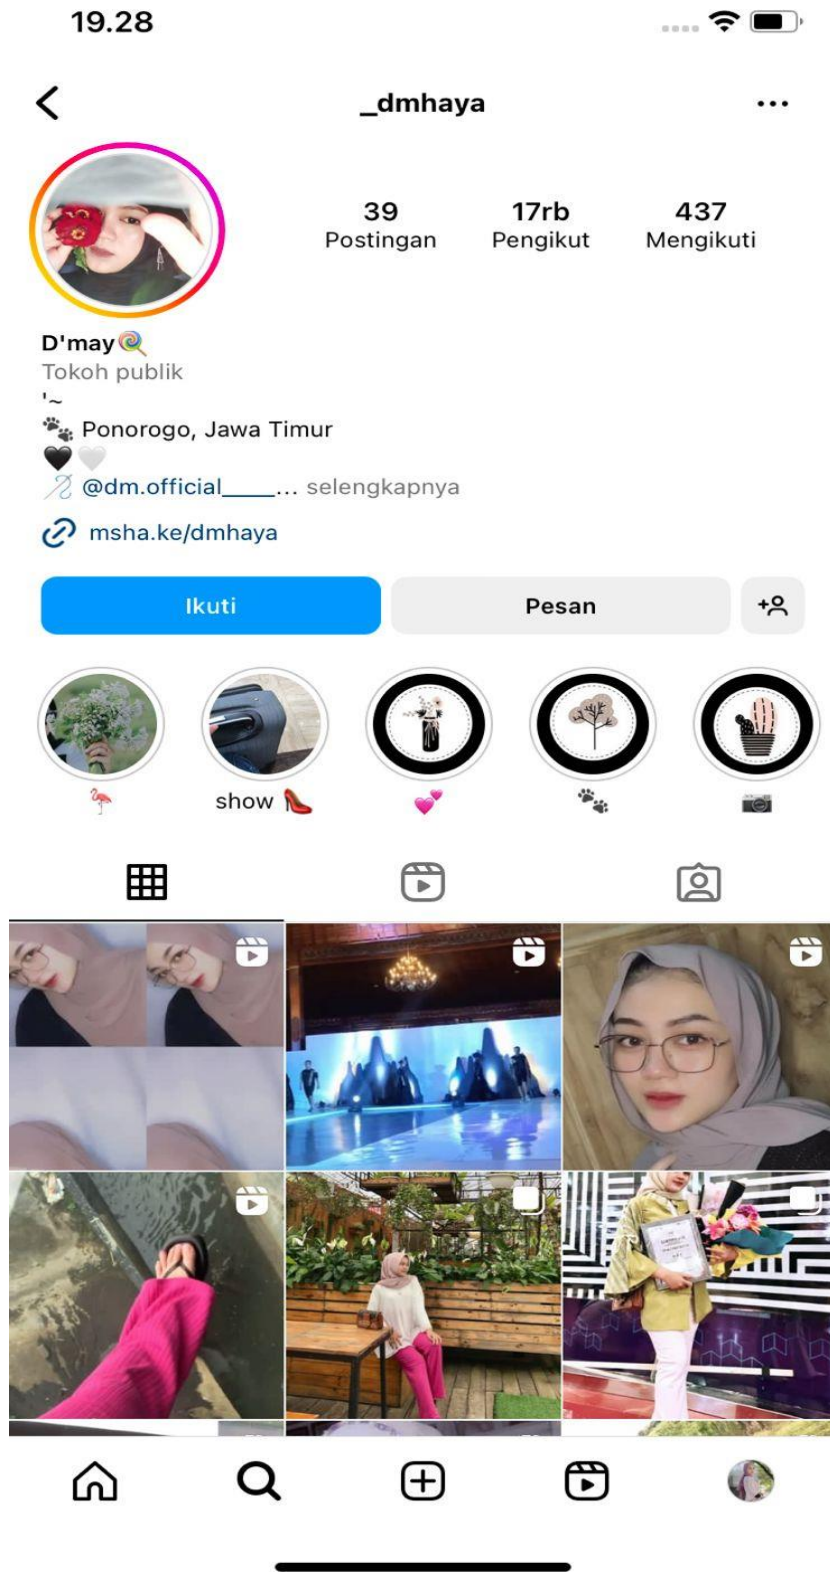 19.28
_dmhaya
39 17rb 437
Postingan Pengikut Mengikuti
D'may🍭
Tokoh publik
'~
🐾 Ponorogo, Jawa Timur
🖤🤍
🪡 @dm.official____... selengkapnya
msha.ke/dmhaya
Ikuti Pesan
🦩 show 👠 💕 🐾 📷